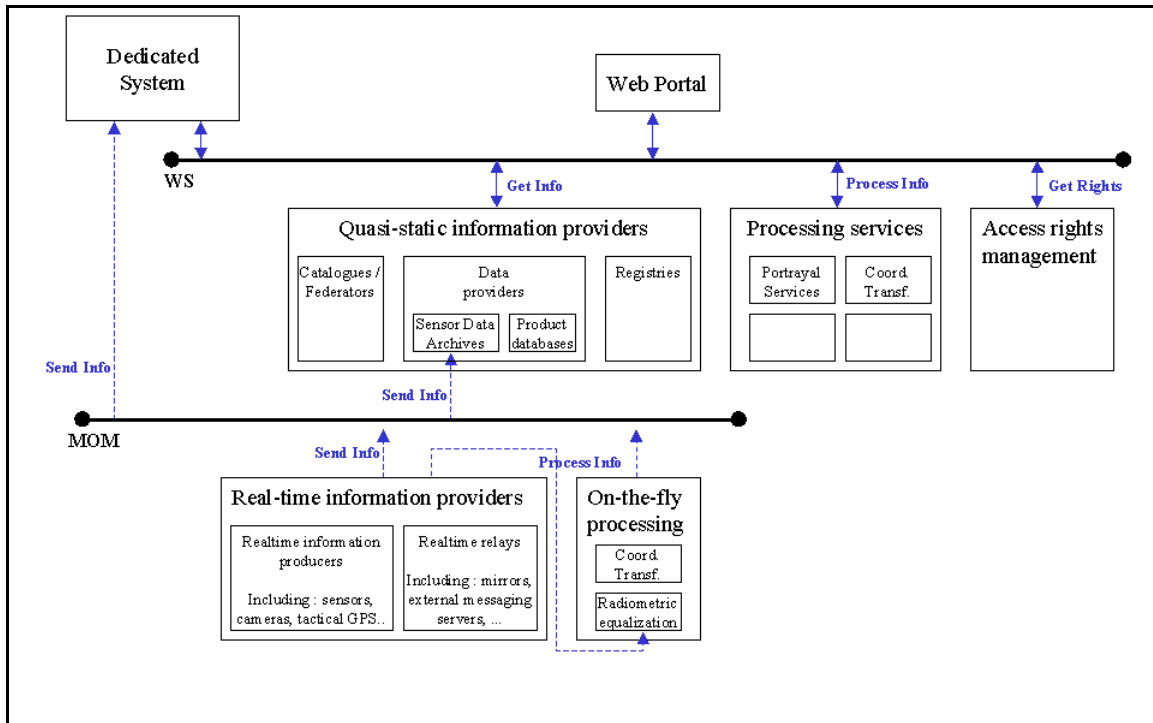 Dedicated
System
Web Portal
WS
Get Info
Process Info
Get Rights
Quasi-static information providers
Catalogues /
Federators
Data
providers
Sensor Data
Archives
Product
databases
Registries
Processing services
Portrayal
Services
Coord.
Transf.
Access rights
management
Send Info
Send Info
MOM
Send Info
Process Info
Real-time information providers
Realtime information
producers
Including : sensors,
cameras, tactical GPS..
Realtime relays
Including : mirrors,
external messaging
servers, ...
On-the-fly
processing
Coord.
Transf.
Radiometric
equalization